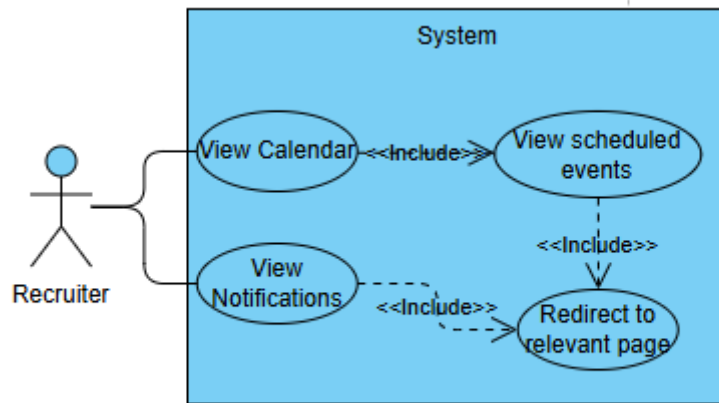 System
View Calendar
<<Include>>
View scheduled
events
<<Include>>
Recruiter
View
Notifications
<<Include>>
Redirect to
relevant page